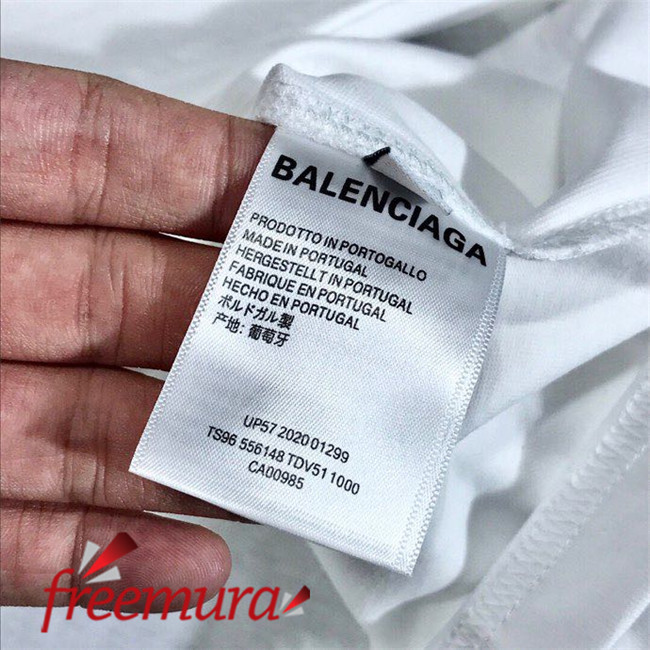 BALENCIAGA
PRODOTTO IN PORTOGALLO
MADE IN PORTUGAL
HERGESTELLT IN PORTUGAL
FABRIQUE EN PORTUGAL
HECHO EN PORTUGAL
ポルドガル製
产地: 葡萄牙
UP57 2020 01299
TS96 556148 TDV51 1000
CA00985
freemura